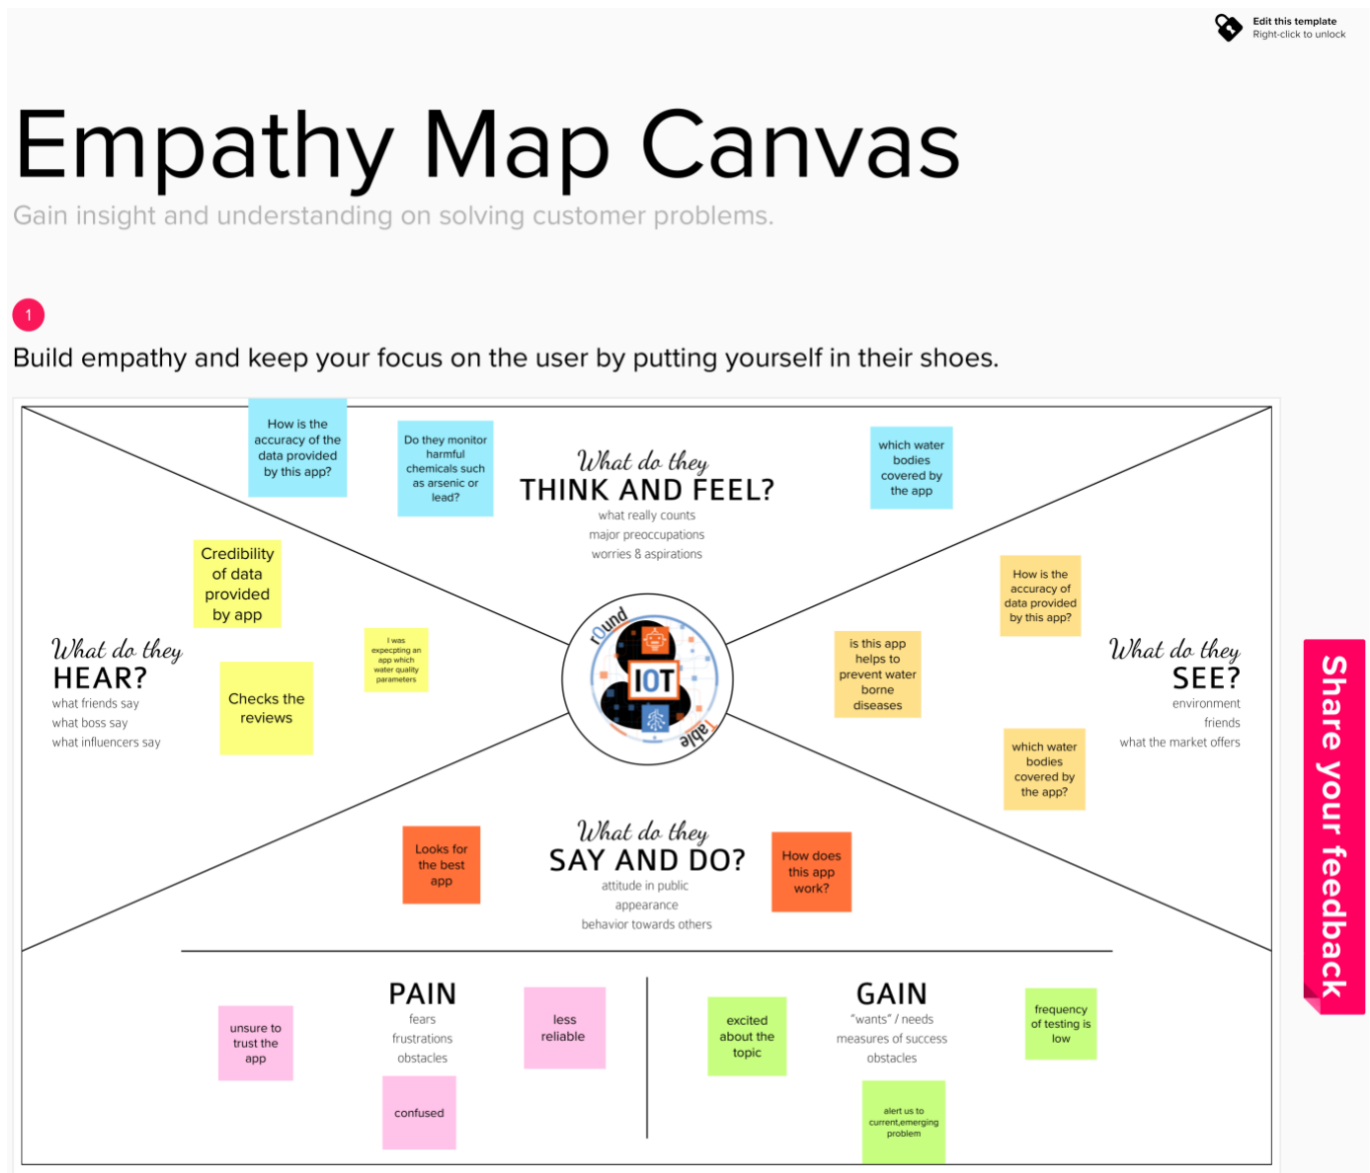 Edit this template
Right-click to unlock
Empathy Map Canvas
Gain insight and understanding on solving customer problems.
1
Build empathy and keep your focus on the user by putting yourself in their shoes.
How is the
accuracy of the
data provided
by this app?
Do they monitor
harmful
chemicals such
as arsenic or
lead?
What do they
THINK AND FEEL?
what really counts
major preoccupations
worries & aspirations
which water
bodies
covered by
the app
Credibility
of data
provided
by app
I was
expecpting an
app which
water quality
parameters
What do they
HEAR?
what friends say
what boss say
what influencers say
Checks the
reviews
rOund
IOT
Table
is this app
helps to
prevent water
borne
diseases
How is the
accuracy of
data provided
by this app?
What do they
SEE?
environment
friends
what the market offers
which water
bodies
covered by
the app?
Share your feedback
Looks for
the best
app
What do they
SAY AND DO?
attitude in public
appearance
behavior towards others
How does
this app
work?
PAIN
fears
frustrations
obstacles
unsure to
trust the
app
less
reliable
confused
GAIN
"wants" / needs
measures of success
obstacles
excited
about the
topic
frequency
of testing is
low
alert us to
current,emerging
problem